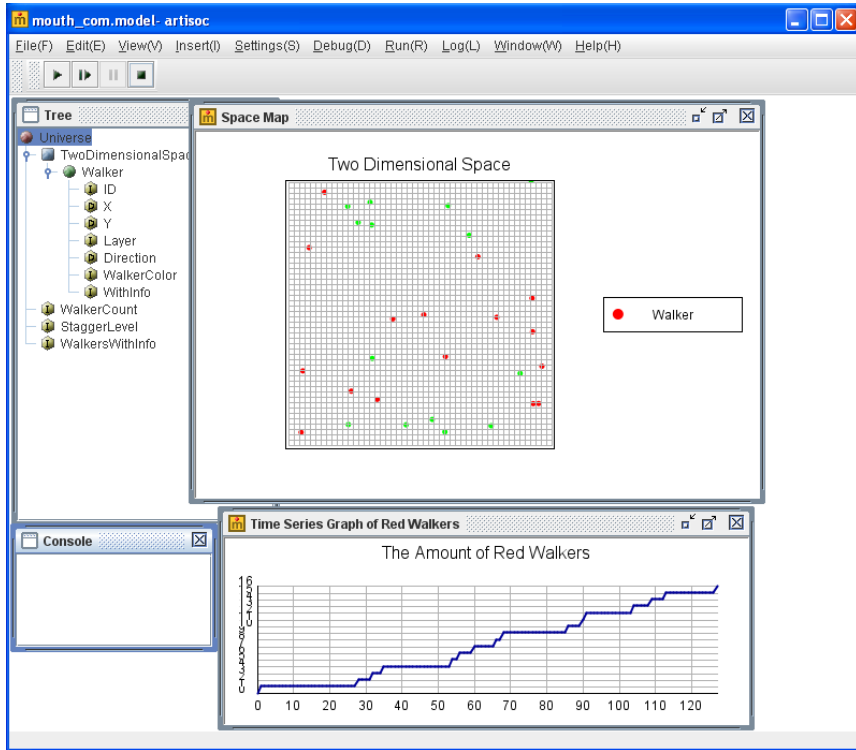 mouth_com.model- artisoc
File(F) Edit(E) View(V) Insert(I) Settings(S) Debug(D) Run(R) Log(L) Window(W) Help(H)
Tree
Universe
TwoDimensionalSpac
Walker
ID
X
Y
Layer
Direction
WalkerColor
WithInfo
WalkerCount
StaggerLevel
WalkersWithInfo
Space Map
Two Dimensional Space
Walker
Console
Time Series Graph of Red Walkers
The Amount of Red Walkers
16
0 10 20 30 40 50 60 70 80 90 100 110 120